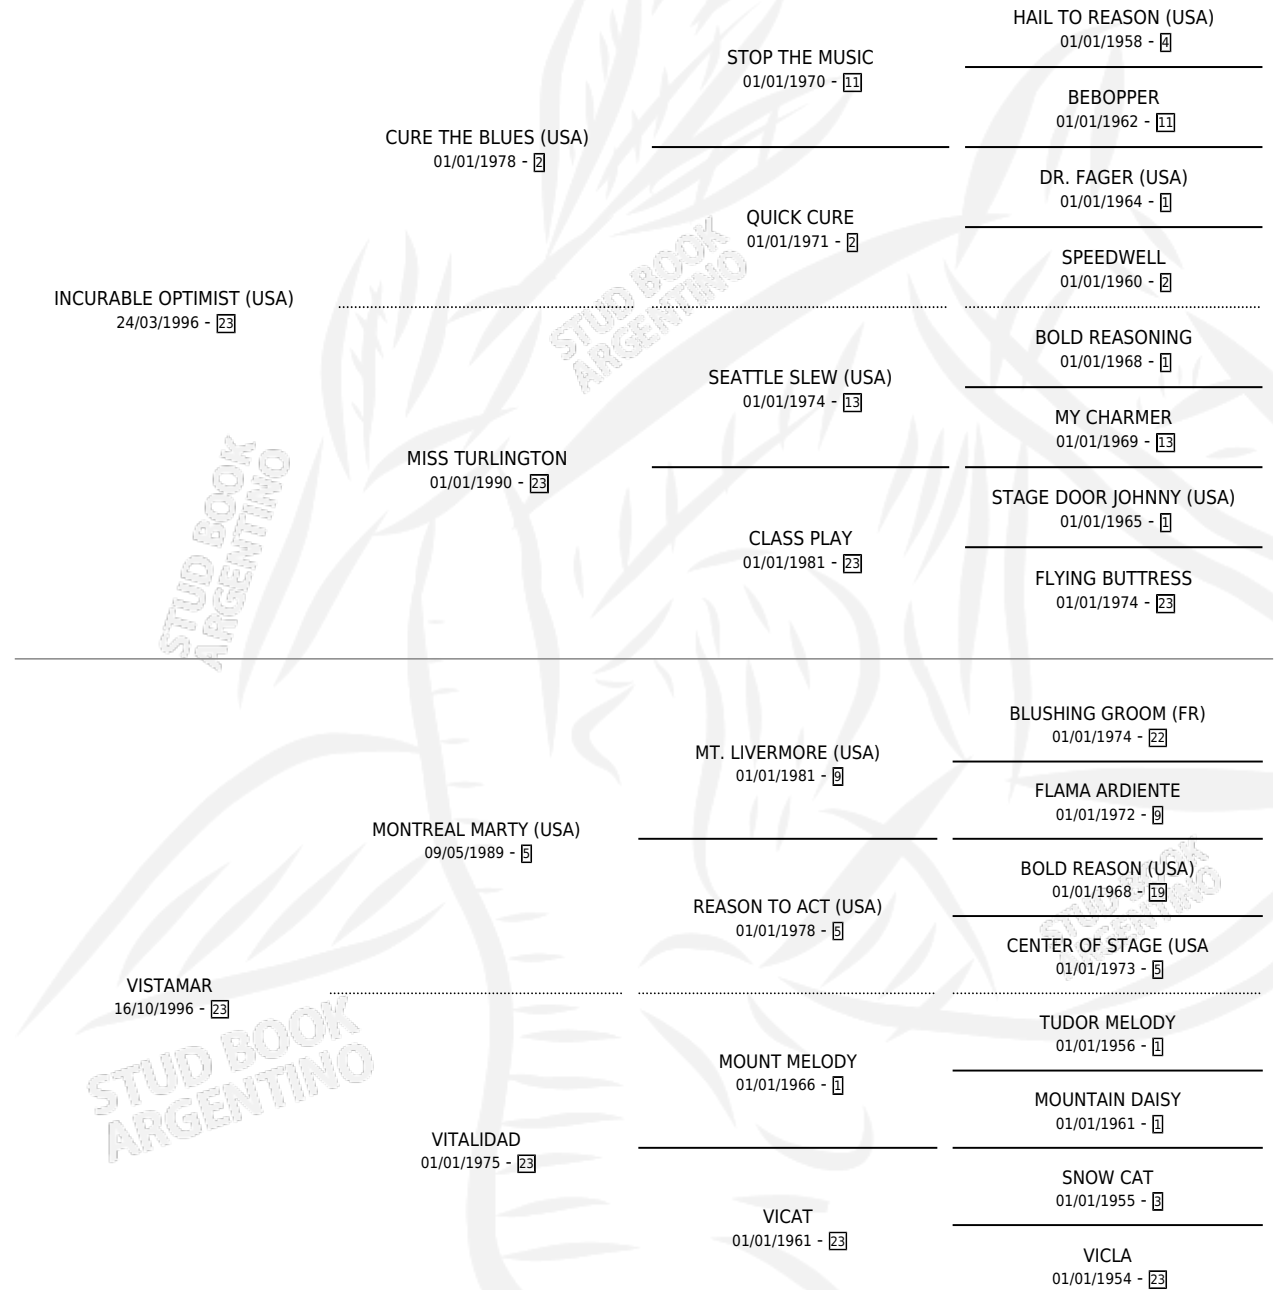 HAIL TO REASON (USA)
01/01/1958 - 4
STOP THE MUSIC
01/01/1970 - 11
BEBOPPER
01/01/1962 - 11
CURE THE BLUES (USA)
01/01/1978 - 2
DR. FAGER (USA)
01/01/1964 - 1
QUICK CURE
01/01/1971 - 2
SPEEDWELL
01/01/1960 - 2
INCURABLE OPTIMIST (USA)
24/03/1996 - 23
BOLD REASONING
01/01/1968 - 1
SEATTLE SLEW (USA)
01/01/1974 - 13
MY CHARMER
01/01/1969 - 13
MISS TURLINGTON
01/01/1990 - 23
STAGE DOOR JOHNNY (USA)
01/01/1965 - 1
CLASS PLAY
01/01/1981 - 23
FLYING BUTTRESS
01/01/1974 - 23
BLUSHING GROOM (FR)
01/01/1974 - 22
MT. LIVERMORE (USA)
01/01/1981 - 9
FLAMA ARDIENTE
01/01/1972 - 9
MONTREAL MARTY (USA)
09/05/1989 - 5
BOLD REASON (USA)
01/01/1968 - 19
REASON TO ACT (USA)
01/01/1978 - 5
CENTER OF STAGE (USA
01/01/1973 - 5
VISTAMAR
16/10/1996 - 23
TUDOR MELODY
01/01/1956 - 1
MOUNT MELODY
01/01/1966 - 1
MOUNTAIN DAISY
01/01/1961 - 1
VITALIDAD
01/01/1975 - 23
SNOW CAT
01/01/1955 - 3
VICAT
01/01/1961 - 23
VICLA
01/01/1954 - 23
STUD BOOK
ARGENTINO
STUD BOOK
ARGENTINO
STUD BOOK
ARGENTINO
STUD BOOK
ARGENTINO